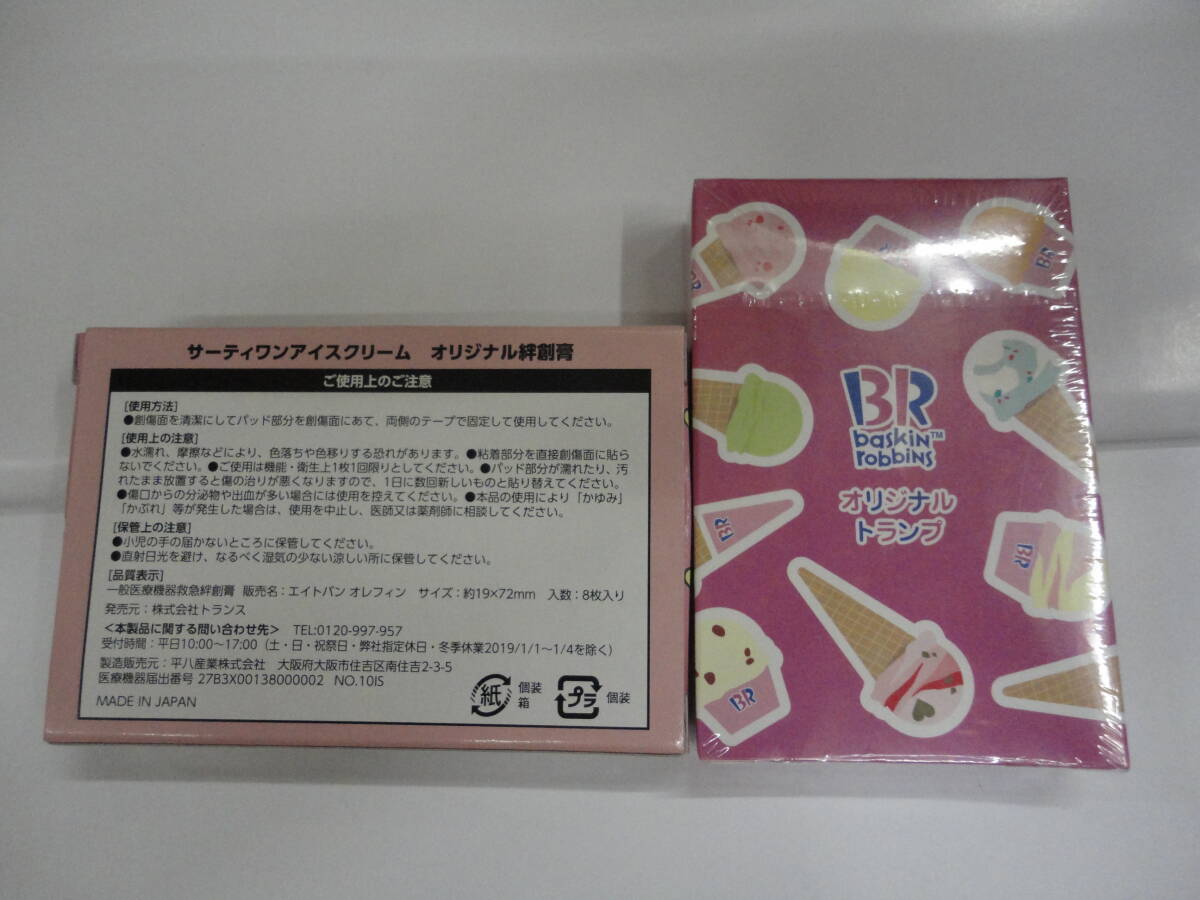 サーティワンアイスクリーム オリジナル絆創膏
ご使用上のご注意
[使用方法]
●創傷面を清潔にしてパッド部分を創傷面にあて、両側のテープで固定して使用してください。
[使用上の注意]
●水濡れ、摩擦などにより、色落ちや色移りする恐れがあります。●粘着部分を直接創傷面に貼ら
ないでください。●ご使用は機能・衛生上1枚1回限りとしてください。●パッド部分が濡れたり、汚
れたまま放置すると傷の治りが悪くなりますので、1日に数回新しいものと貼り替えてください。
●傷口からの分泌物や出血が多い場合には使用を控えてください。●本品の使用により「かゆみ」
「かぶれ」等が発生した場合は、使用を中止し、医師又は薬剤師に相談してください。
[保管上の注意]
●小児の手の届かないところに保管してください。
●直射日光を避け、なるべく湿気の少ない涼しい所に保管してください。
[品質表示]
一般医療機器救急絆創膏 販売名：エイトバン オレフィン サイズ：約19×72mm 入数：8枚入り
発売元：株式会社トランス
＜本製品に関する問い合わせ先＞ TEL:0120-997-957
受付時間：平日10:00〜17:00（土・日・祝祭日・弊社指定休日・冬季休業2019/1/1〜1/4を除く）
製造販売元：平八産業株式会社 大阪府大阪市住吉区南住吉2-3-5
医療機器届出番号 27B3X00138000002 NO.10IS
MADE IN JAPAN
紙
個装
箱
プラ
個装
BR
baskin™
robbins
オリジナル
トランプ
BR
BR
BR
BR
BR